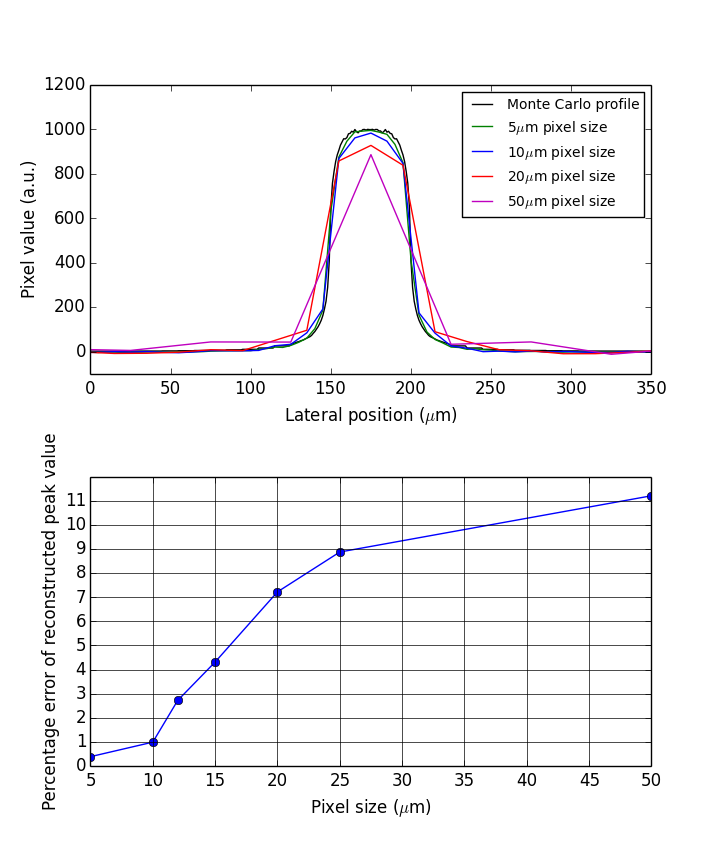 1200
1000
800
600
400
200
0
Pixel value (a.u.)
Monte Carlo profile
5μm pixel size
10μm pixel size
20μm pixel size
50μm pixel size
0 50 100 150 200 250 300 350
Lateral position (μm)
11
10
9
8
7
6
5
4
3
2
1
0
Percentage error of reconstructed peak value
5 10 15 20 25 30 35 40 45 50
Pixel size (μm)